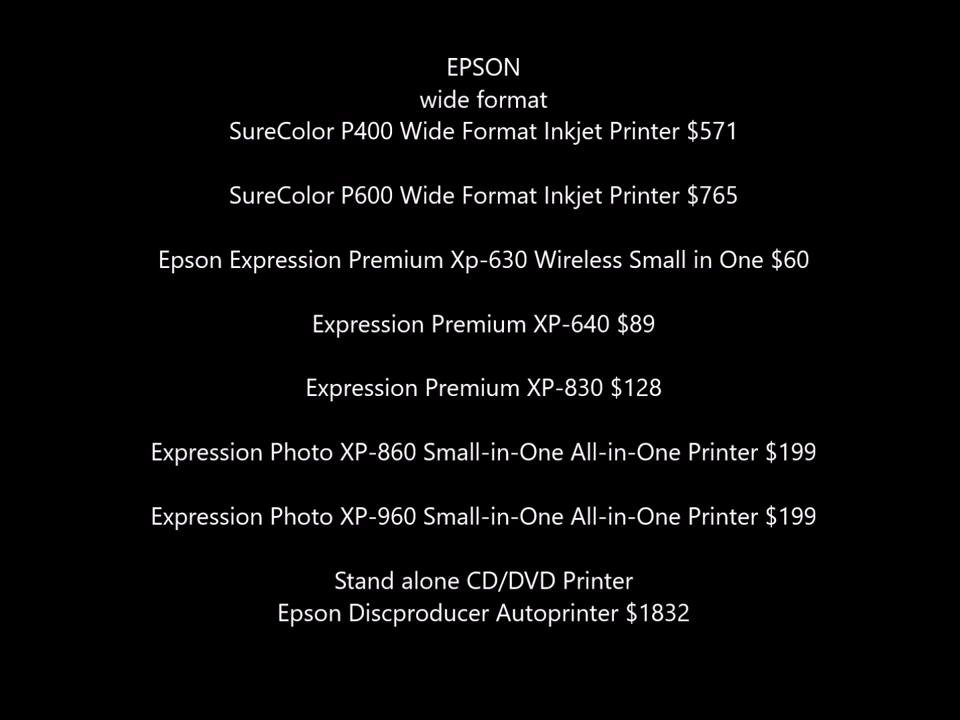 EPSON
wide format
SureColor P400 Wide Format Inkjet Printer $571
SureColor P600 Wide Format Inkjet Printer $765
Epson Expression Premium Xp-630 Wireless Small in One $60
Expression Premium XP-640 $89
Expression Premium XP-830 $128
Expression Photo XP-860 Small-in-One All-in-One Printer $199
Expression Photo XP-960 Small-in-One All-in-One Printer $199
Stand alone CD/DVD Printer
Epson Discproducer Autoprinter $1832